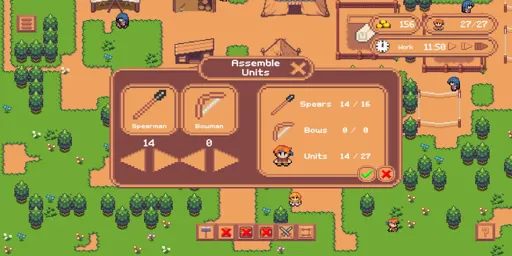 156
27/27
Work 11:50
Assemble
Units
Spearman
Bowman
14
0
Spears 14 / 16
Bows 0 / 0
Units 14 / 27
?